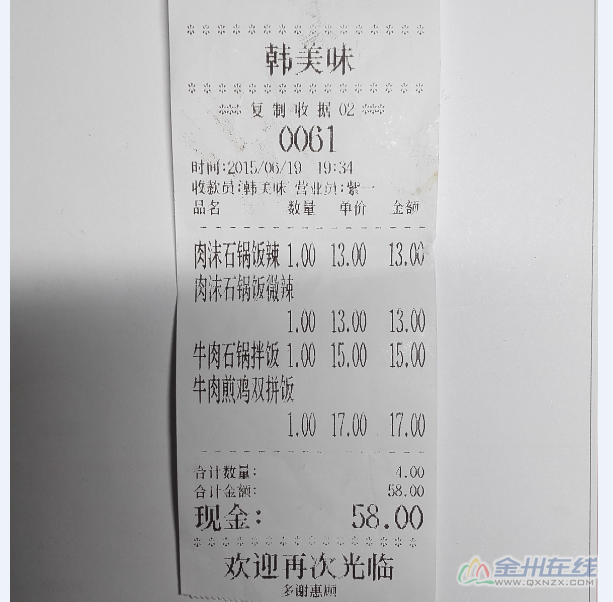 韩美味
*** 复制收据 02 ***
0061
时间:2015/06/19 19:34
收款员:韩美味 营业员:紫一
品名 数量 单价 金额
肉沫石锅饭辣 1.00 13.00 13.00
肉沫石锅饭微辣
1.00 13.00 13.00
牛肉石锅拌饭 1.00 15.00 15.00
牛肉煎鸡双拼饭
1.00 17.00 17.00
合计数量: 4.00
合计金额: 58.00
现金: 58.00
欢迎再次光临
多谢惠顾
金州在线
WWW.QXNZX.COM